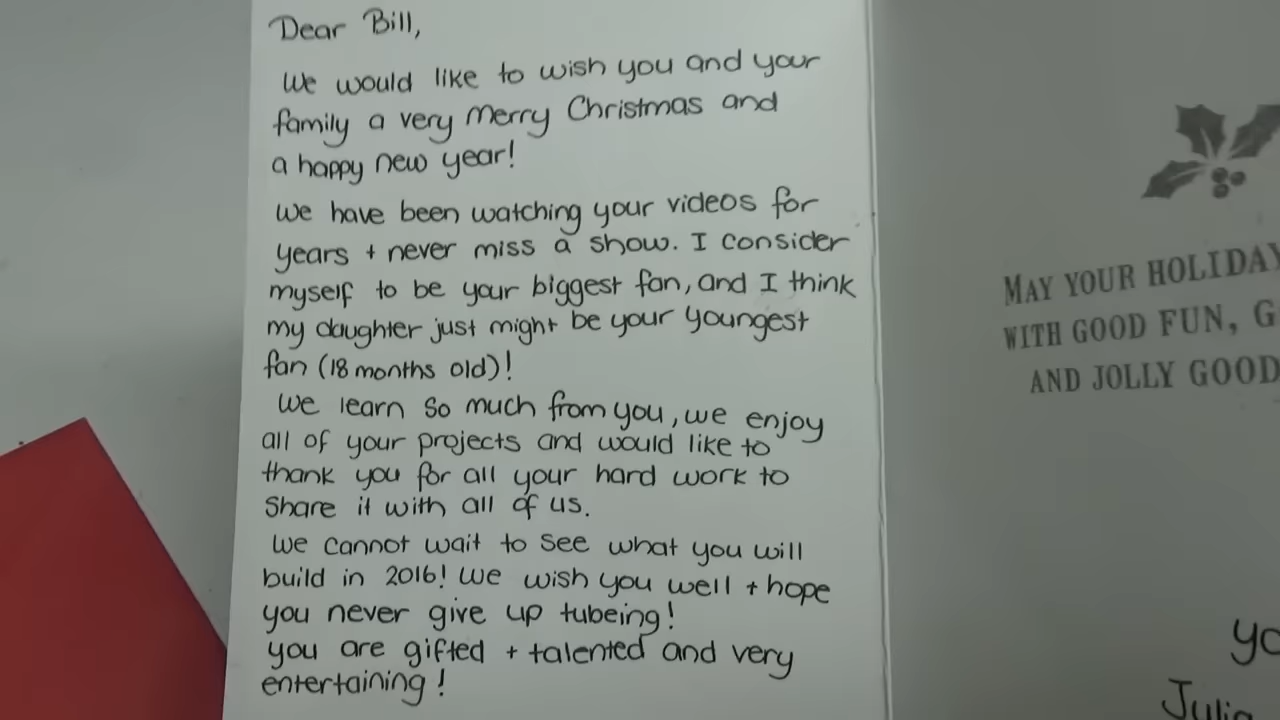 Dear Bill,
We would like to wish you and your
family a very merry Christmas and
a happy new year!
We have been watching your videos for
years + never miss a show. I consider
myself to be your biggest fan, and I think
my daughter just might be your youngest
fan (18 months old)!
We learn so much from you, we enjoy
all of your projects and would like to
thank you for all your hard work to
share it with all of us.
We cannot wait to see what you will
build in 2016! We wish you well + hope
you never give up tubeing!
you are gifted + talented and very
entertaining!
MAY YOUR HOLIDAY
WITH GOOD FUN, G
AND JOLLY GOOD
yo
Julia